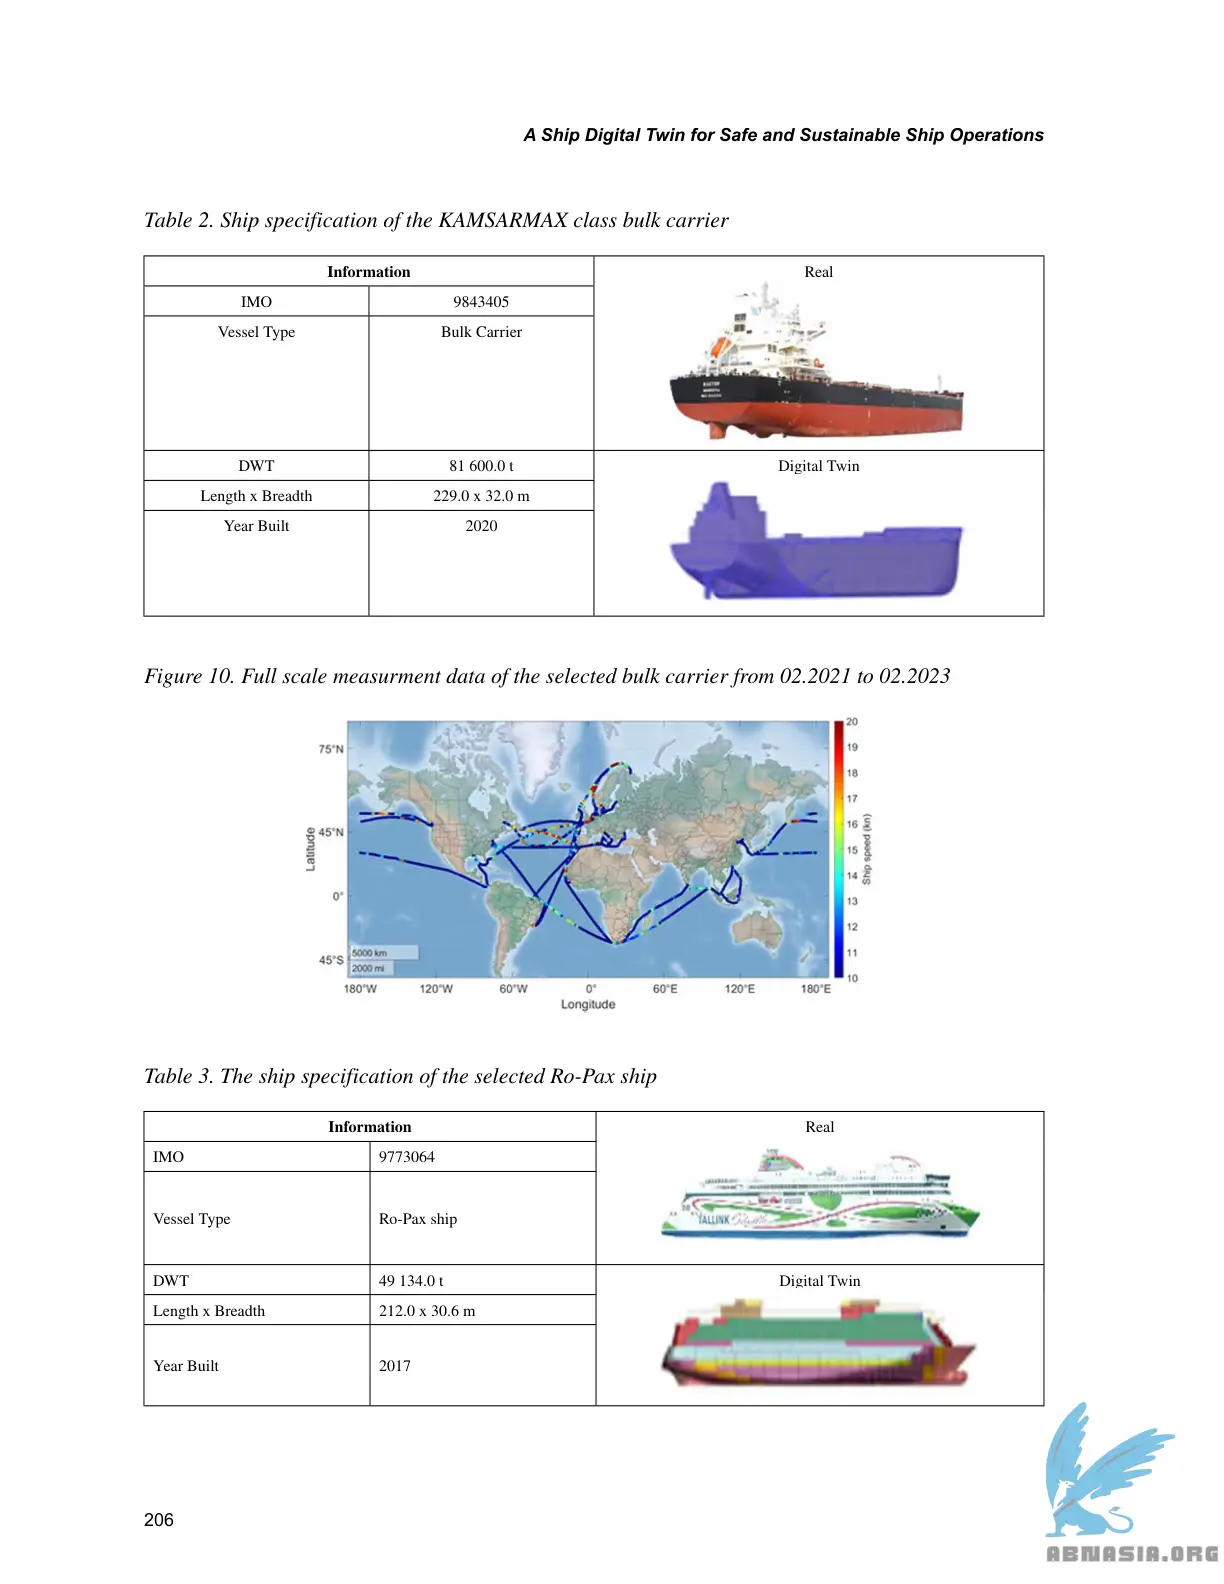 A Ship Digital Twin for Safe and Sustainable Ship Operations
Table 2. Ship specification of the KAMSARMAX class bulk carrier
Information
Real
IMO
9843405
Vessel Type
Bulk Carrier
DWT
81 600.0 t
Digital Twin
Length x Breadth
229.0 x 32.0 m
Year Built
2020
Figure 10. Full scale measurment data of the selected bulk carrier from 02.2021 to 02.2023
75°N
45°N
0°
45°S
Latitude
5000 km
2000 mi
180°W
120°W
60°W
0°
60°E
120°E
180°E
Longitude
20
19
18
17
16
15
14
13
12
11
10
Ship speed (kn)
Table 3. The ship specification of the selected Ro-Pax ship
Information
Real
IMO
9773064
Vessel Type
Ro-Pax ship
TALLINK
DWT
49 134.0 t
Digital Twin
Length x Breadth
212.0 x 30.6 m
Year Built
2017
206
ABNASIA.ORG